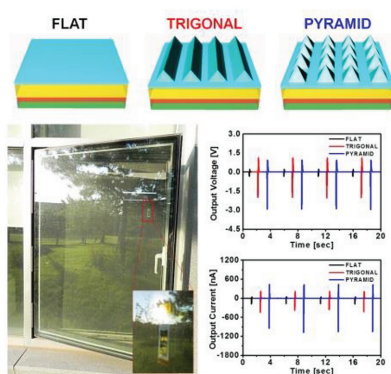 FLAT
TRIGONAL
PYRAMID
Output Voltage [V]
3.0
1.5
0.0
-1.5
-3.0
-4.5
FLAT
TRIGONAL
PYRAMID
0 4 8 12 16 20
Time [sec]
Output Current [nA]
600
0
-600
-1200
-1800
FLAT
TRIGONAL
PYRAMID
0 4 8 12 16 20
Time [sec]